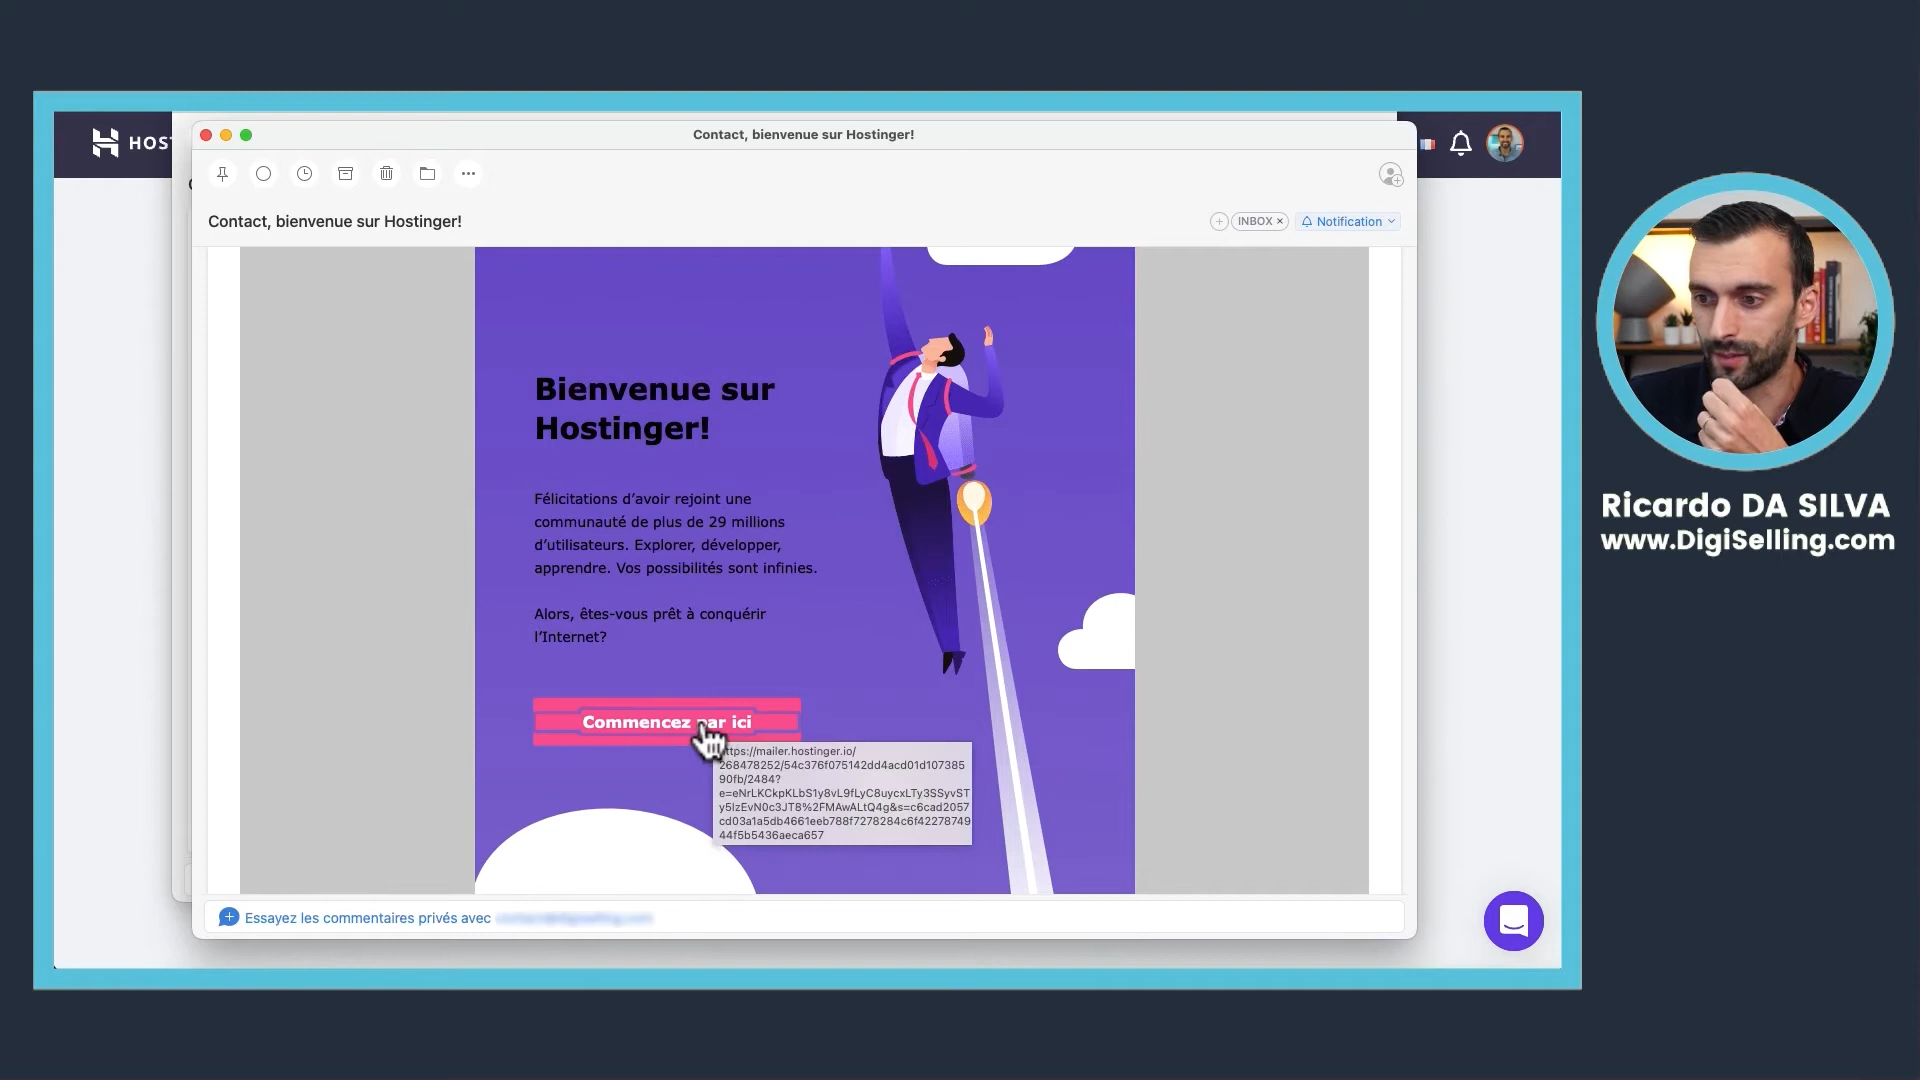 HOST
Contact, bienvenue sur Hostinger!
Contact, bienvenue sur Hostinger!
INBOX ×
Notification
Bienvenue sur
Hostinger!
Félicitations d’avoir rejoint une
communauté de plus de 29 millions
d’utilisateurs. Explorer, développer,
apprendre. Vos possibilités sont infinies.
Alors, êtes-vous prêt à conquérir
l’Internet?
Commencez par ici
ttps://mailer.hostinger.io/
268478252/54c376f075142dd4acd01d107385
90fb/2484?
e=eNrLKCkpKLbS1y8vL9fLyC8uycxLTy3SSyvST
y5IzEvN0c3JT8%2FMAwALtQ4g&s=c6cad2057
cd03a1a5db4661eeb788f7278284c6f42278749
44f5b5436aeca657
Essayez les commentaires privés avec
Ricardo DA SILVA
www.DigiSelling.com